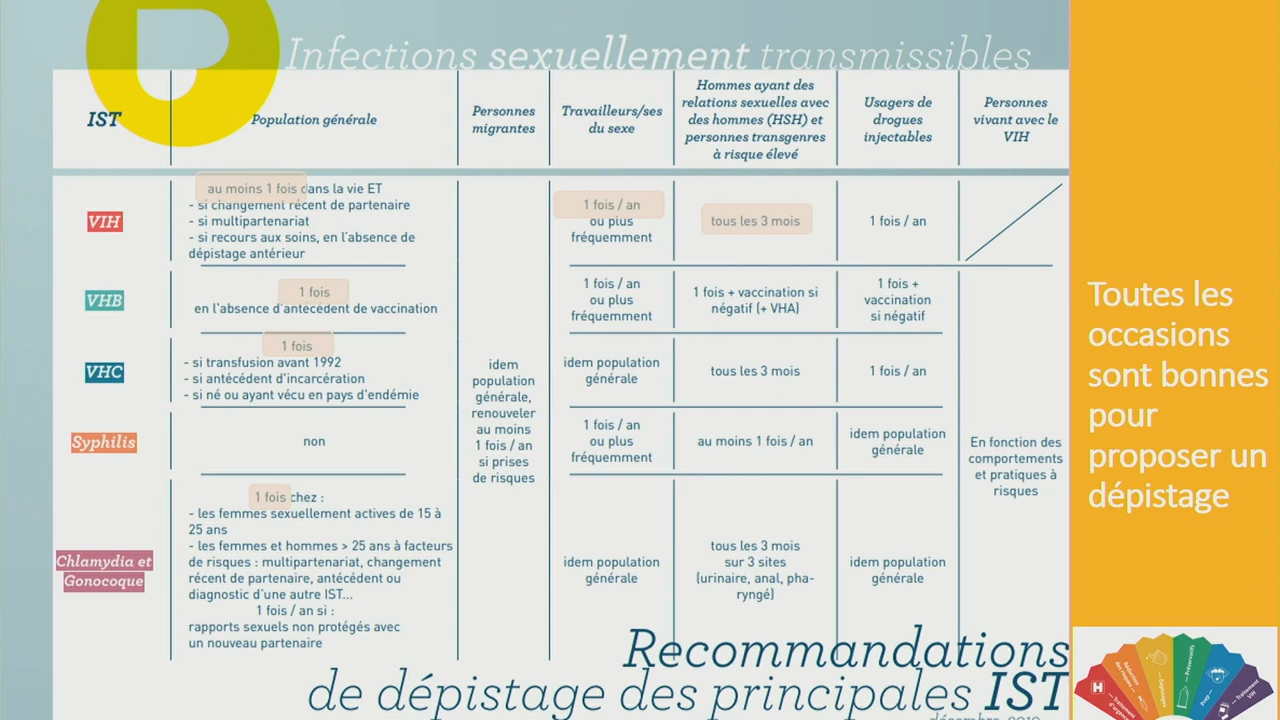 Infections sexuellement transmissibles
IST
Population générale
Personnes
migrantes
Travailleurs/ses
du sexe
Hommes ayant des
relations sexuelles avec
des hommes (HSH) et
personnes transgenres
à risque élevé
Usagers de
drogues
injectables
Personnes
vivant avec le
VIH
VIH
au moins 1 fois dans la vie ET
- si changement récent de partenaire
- si multipartenariat
- si recours aux soins, en l'absence de
dépistage antérieur
1 fois / an
ou plus
fréquemment
tous les 3 mois
1 fois / an
VHB
1 fois
en l'absence d'antécédent de vaccination
1 fois / an
ou plus
fréquemment
1 fois + vaccination si
négatif (+ VHA)
1 fois +
vaccination
si négatif
VHC
1 fois
- si transfusion avant 1992
- si antécédent d'incarcération
- si né ou ayant vécu en pays d'endémie
idem
population
générale,
renouveler
au moins
1 fois / an
si prises
de risques
idem population
générale
tous les 3 mois
1 fois / an
Syphilis
non
1 fois / an
ou plus
fréquemment
au moins 1 fois / an
idem population
générale
En fonction des
comportements
et pratiques à
risques
Chlamydia et
Gonocoque
1 fois chez :
- les femmes sexuellement actives de 15 à
25 ans
- les femmes et hommes > 25 ans à facteurs
de risques : multipartenariat, changement
récent de partenaire, antécédent ou
diagnostic d'une autre IST...
1 fois / an si :
rapports sexuels non protégés avec
un nouveau partenaire
idem population
générale
tous les 3 mois
sur 3 sites
(urinaire, anal, pha-
ryngé)
idem population
générale
Recommandations
de dépistage des principales IST
Toutes les
occasions
sont bonnes
pour
proposer un
dépistage
H
Traitement
d'urgence
Réduction
des risques
Dépistage
Préservatifs
Prep
Traitement
VIH